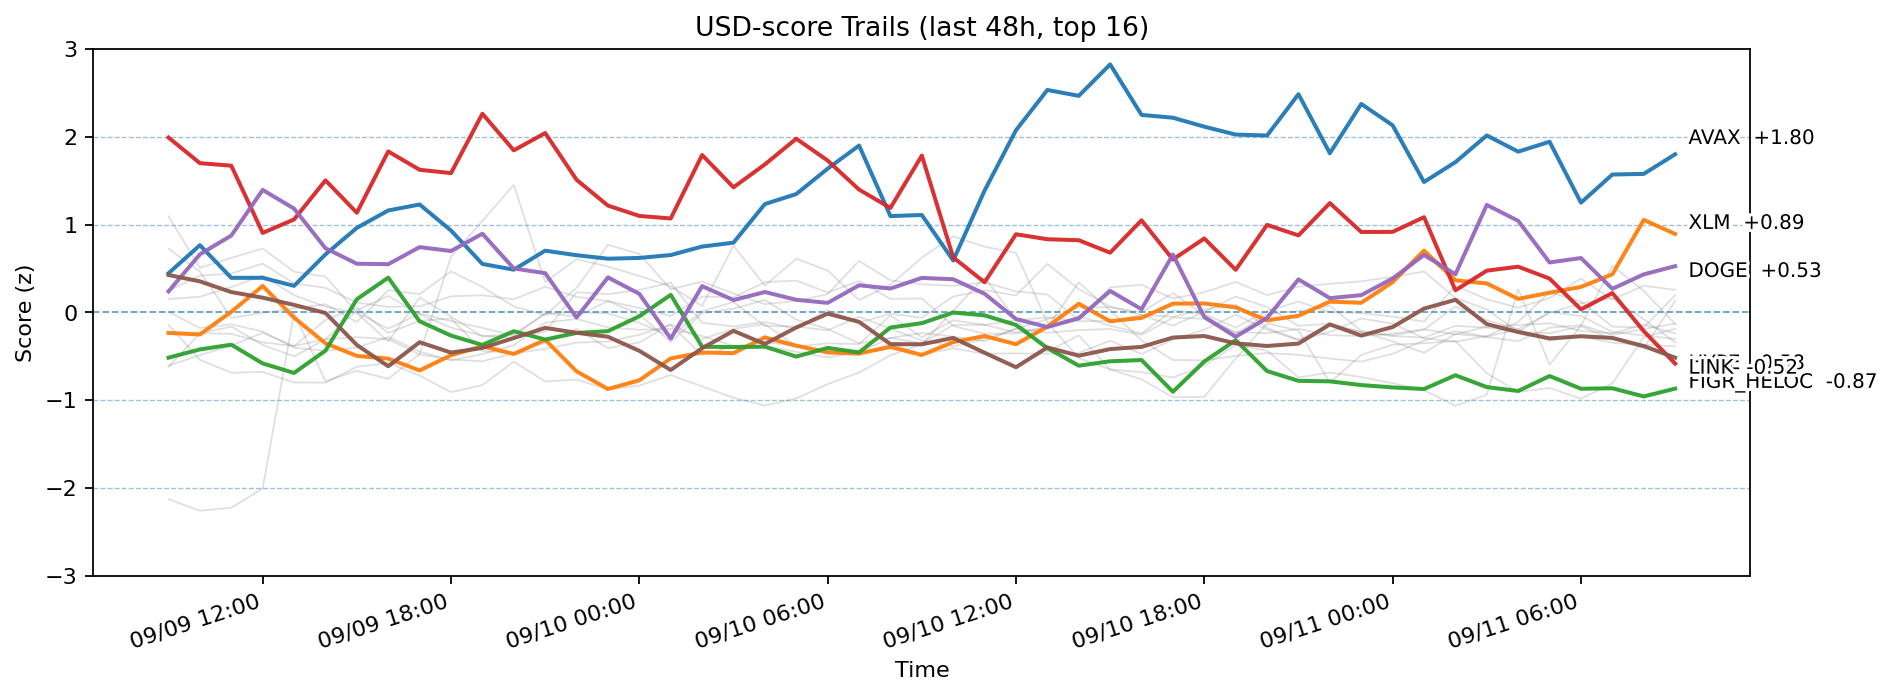 USD-score Trails (last 48h, top 16)
Score (z)
3
2
1
0
−1
−2
−3
AVAX +1.80
XLM +0.89
DOGE +0.53
LINK -0.52
FIGR_HELOC -0.87
09/09 12:00
09/09 18:00
09/10 00:00
09/10 06:00
09/10 12:00
09/10 18:00
09/11 00:00
09/11 06:00
Time